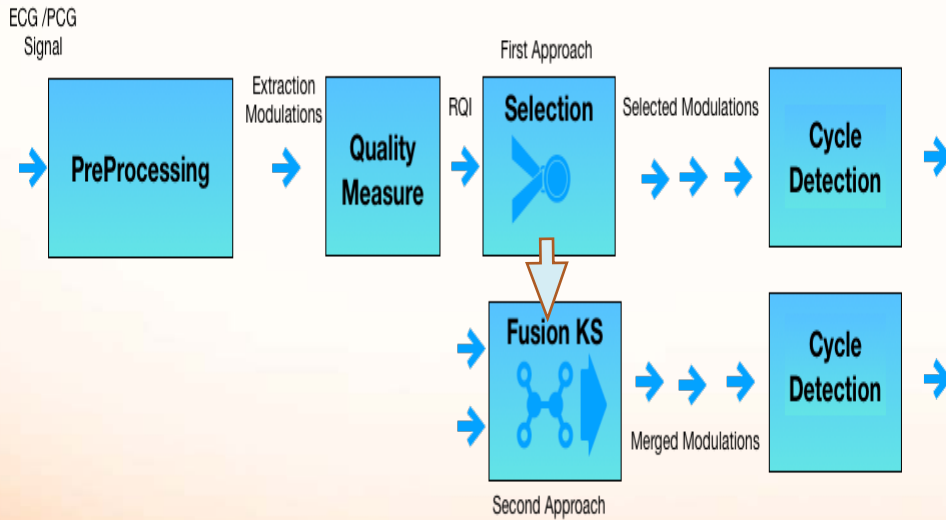 ECG /PCG
Signal
PreProcessing
Extraction
Modulations
Quality
Measure
RQI
First Approach
Selection
Selected Modulations
Cycle
Detection
Fusion KS
Second Approach
Merged Modulations
Cycle
Detection